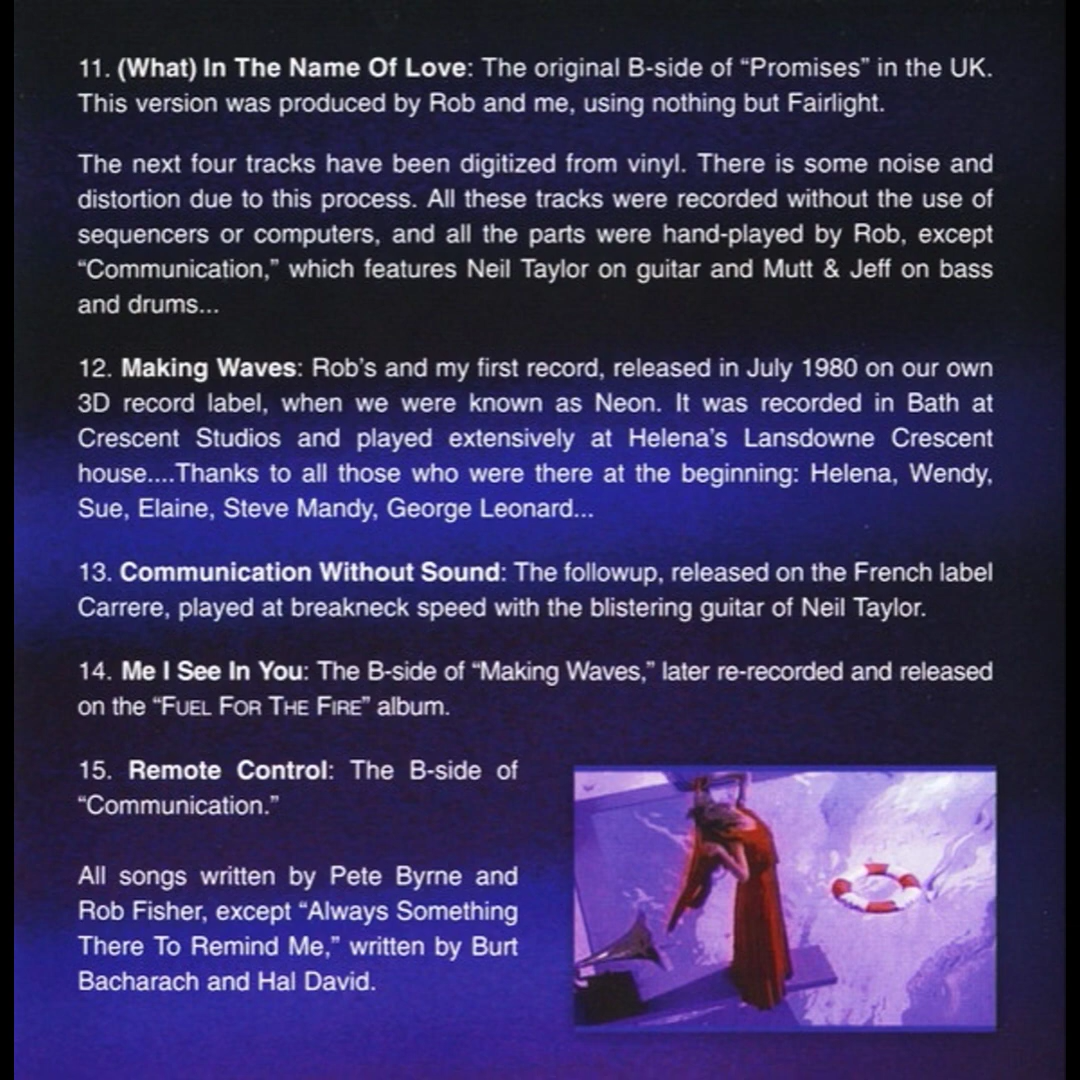 11. (What) In The Name Of Love: The original B-side of “Promises” in the UK.
This version was produced by Rob and me, using nothing but Fairlight.
The next four tracks have been digitized from vinyl. There is some noise and
distortion due to this process. All these tracks were recorded without the use of
sequencers or computers, and all the parts were hand-played by Rob, except
“Communication,” which features Neil Taylor on guitar and Mutt & Jeff on bass
and drums...
12. Making Waves: Rob’s and my first record, released in July 1980 on our own
3D record label, when we were known as Neon. It was recorded in Bath at
Crescent Studios and played extensively at Helena’s Lansdowne Crescent
house....Thanks to all those who were there at the beginning: Helena, Wendy,
Sue, Elaine, Steve Mandy, George Leonard...
13. Communication Without Sound: The followup, released on the French label
Carrere, played at breakneck speed with the blistering guitar of Neil Taylor.
14. Me I See In You: The B-side of “Making Waves,” later re-recorded and released
on the “FUEL FOR THE FIRE” album.
15. Remote Control: The B-side of
“Communication.”
All songs written by Pete Byrne and
Rob Fisher, except “Always Something
There To Remind Me,” written by Burt
Bacharach and Hal David.